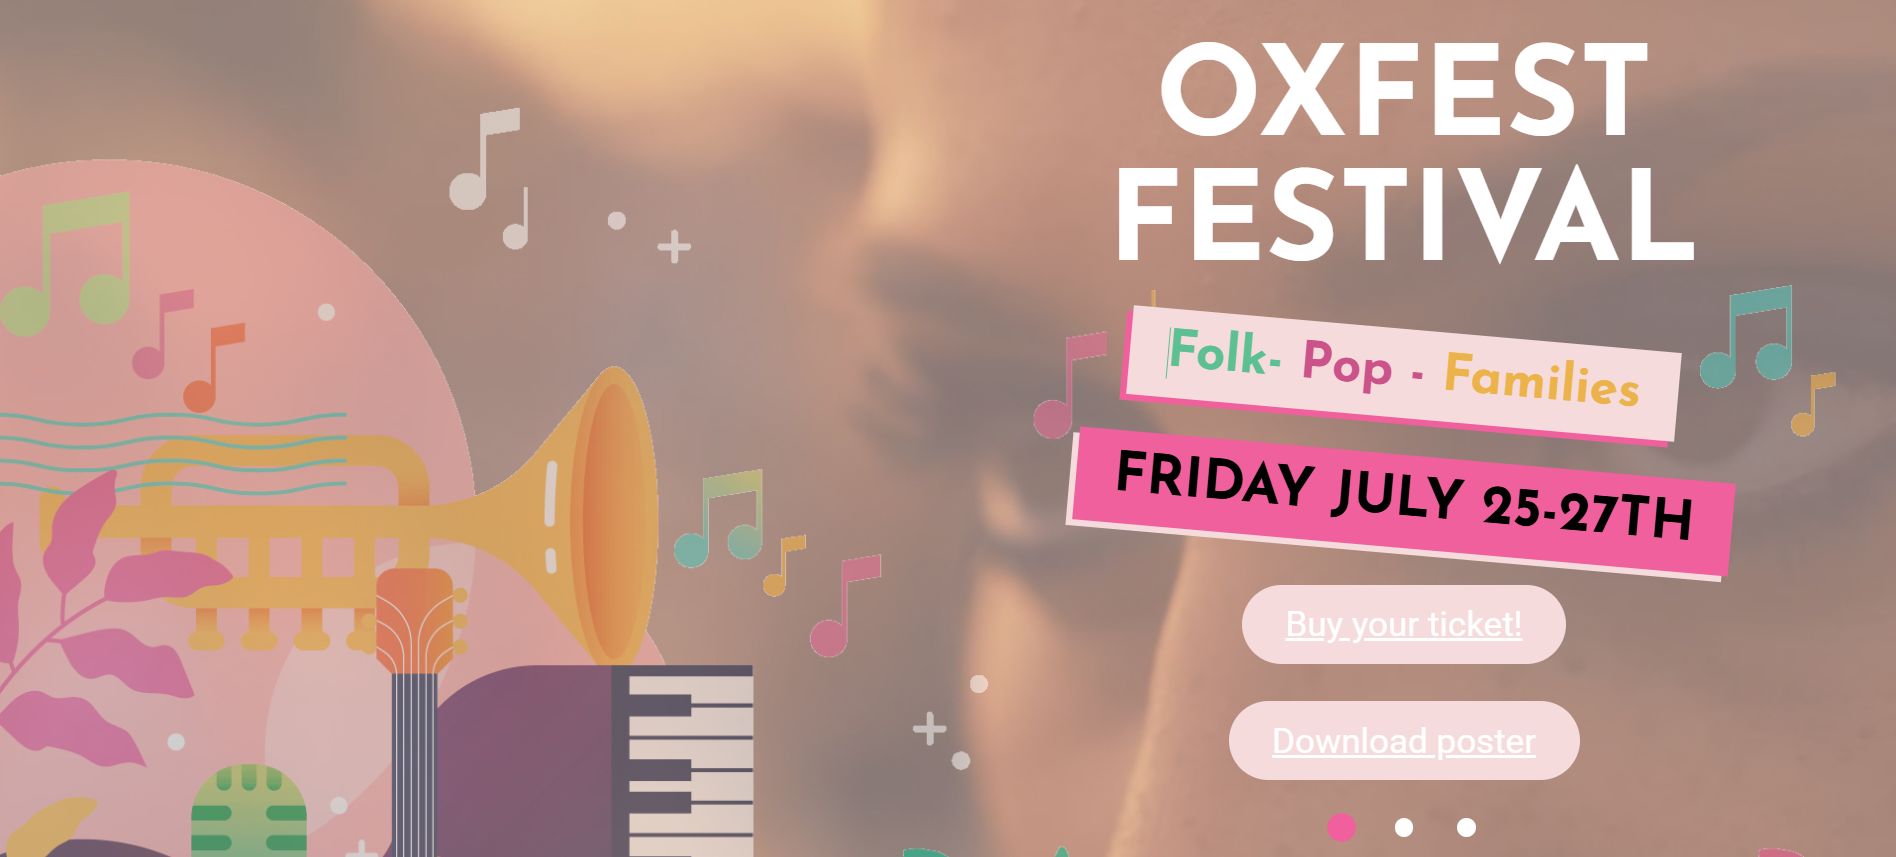 OXFEST
FESTIVAL
Folk- Pop - Families
FRIDAY JULY 25-27TH
Buy your ticket!
Download poster